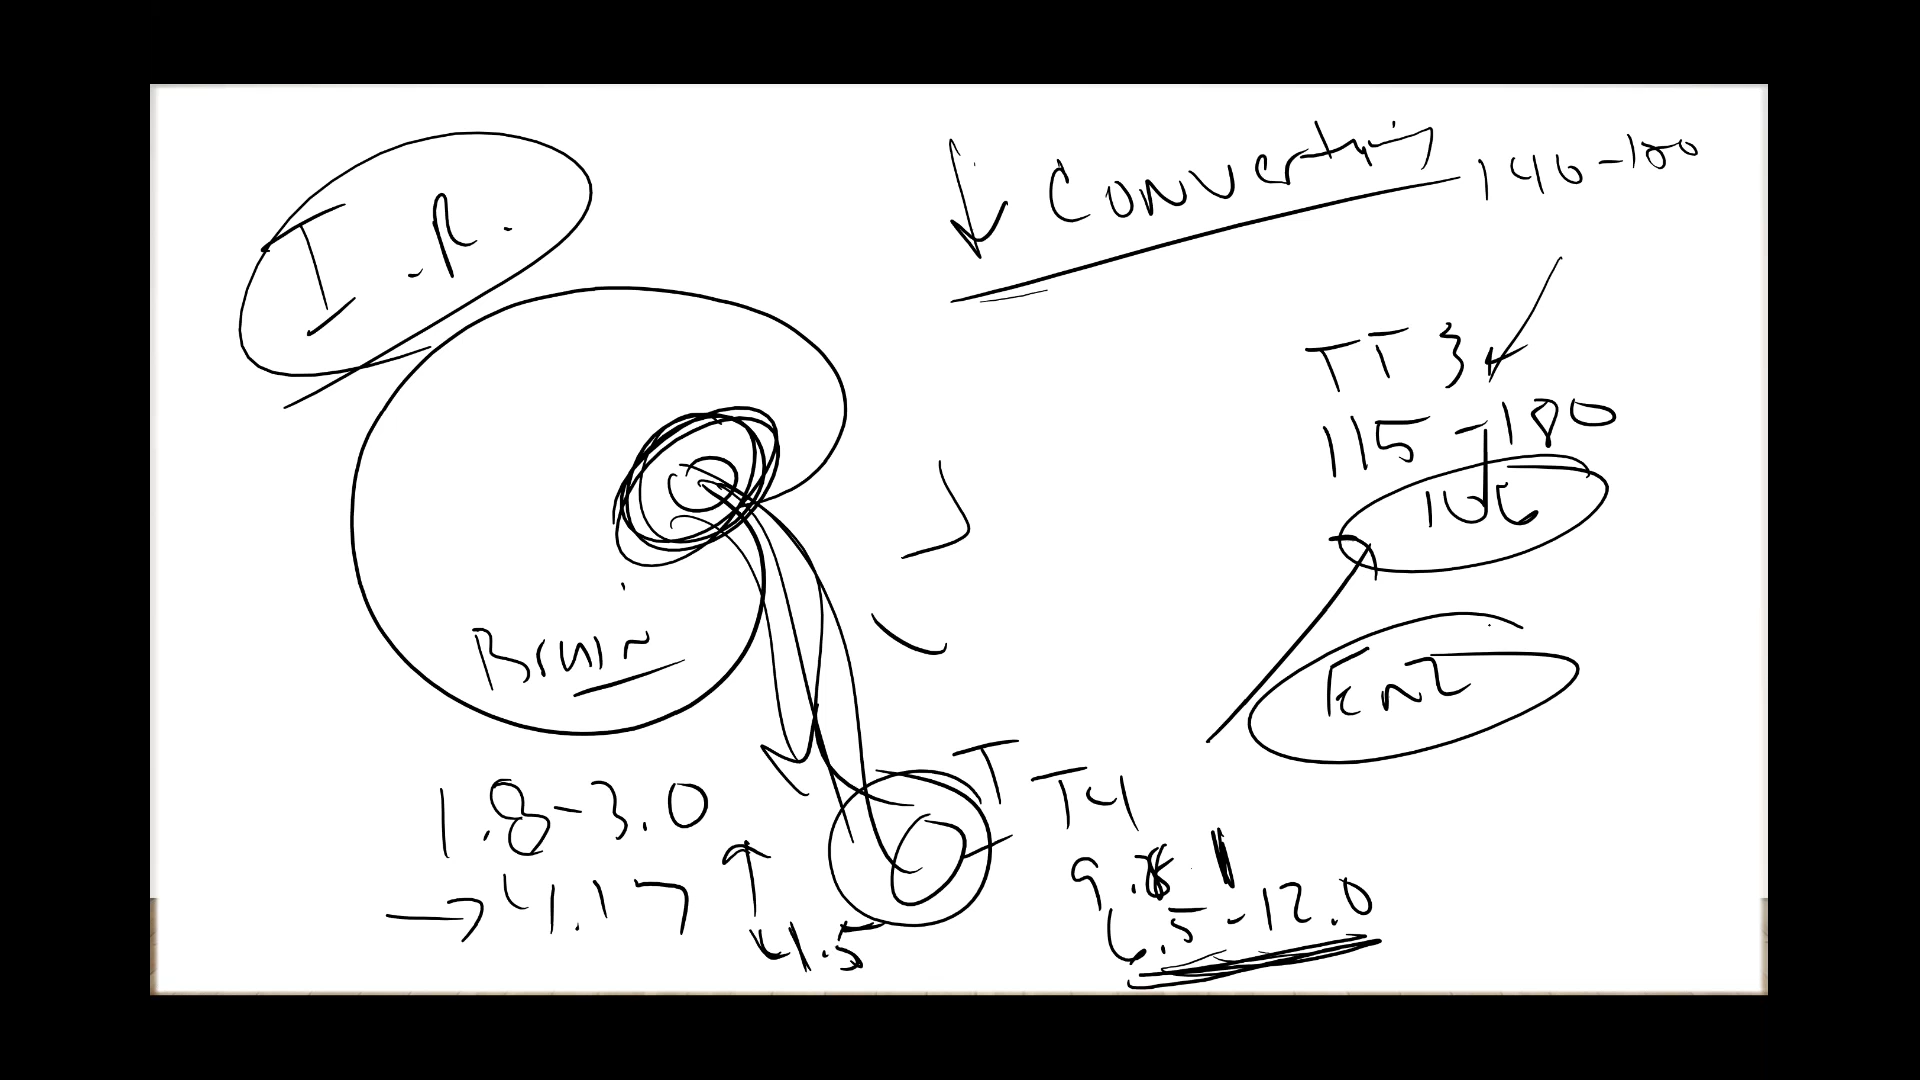 I.R.
↓ Converting
140-180
TT3
115-180
106
Brain
Enz
1.8-3.0
→ 4.17
4.5
T
TT4
6.5-12.0